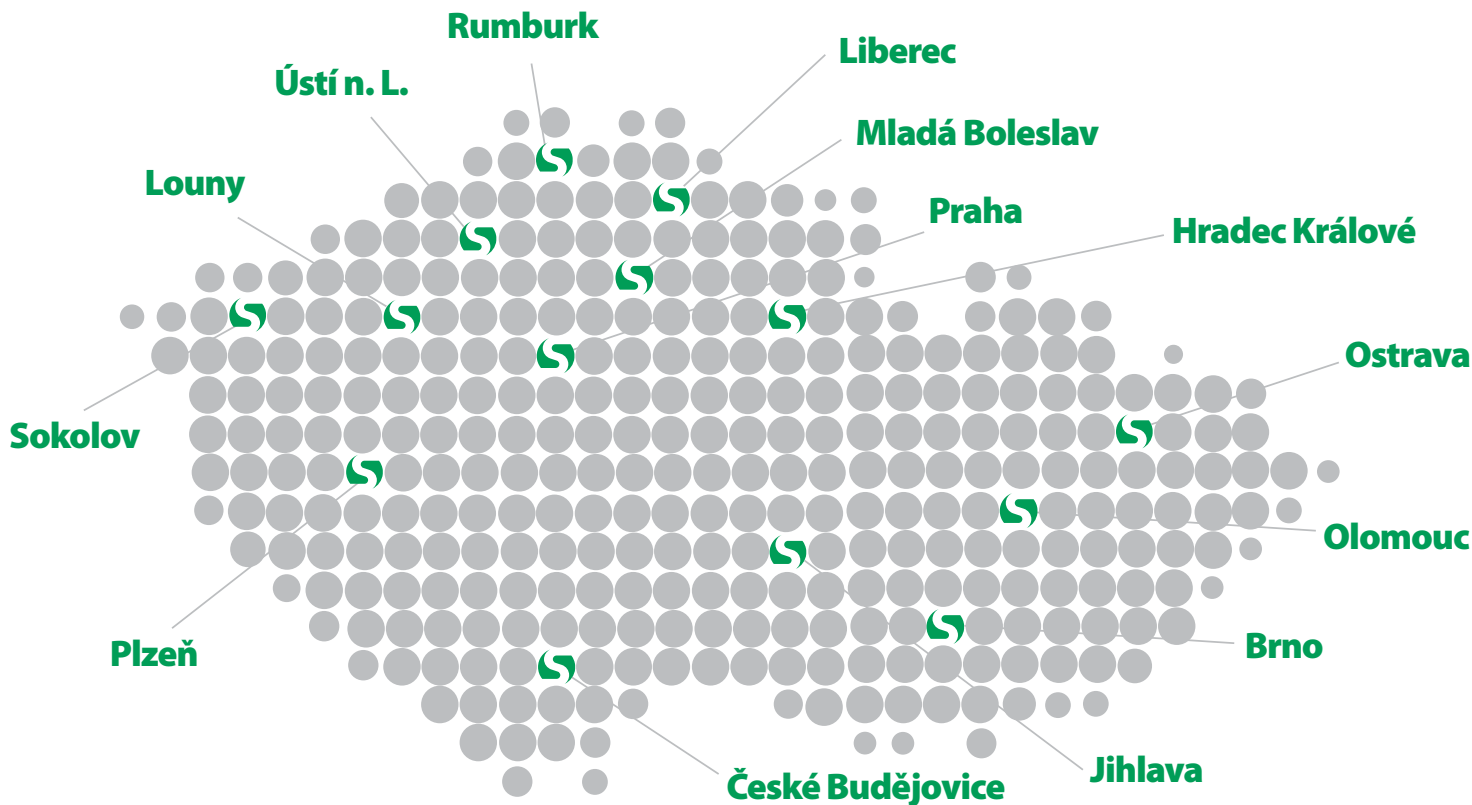 Rumburk
Liberec
Ústí n. L.
Mladá Boleslav
Louny
Praha
Hradec Králové
Ostrava
Sokolov
Olomouc
Plzeň
Brno
Jihlava
České Budějovice